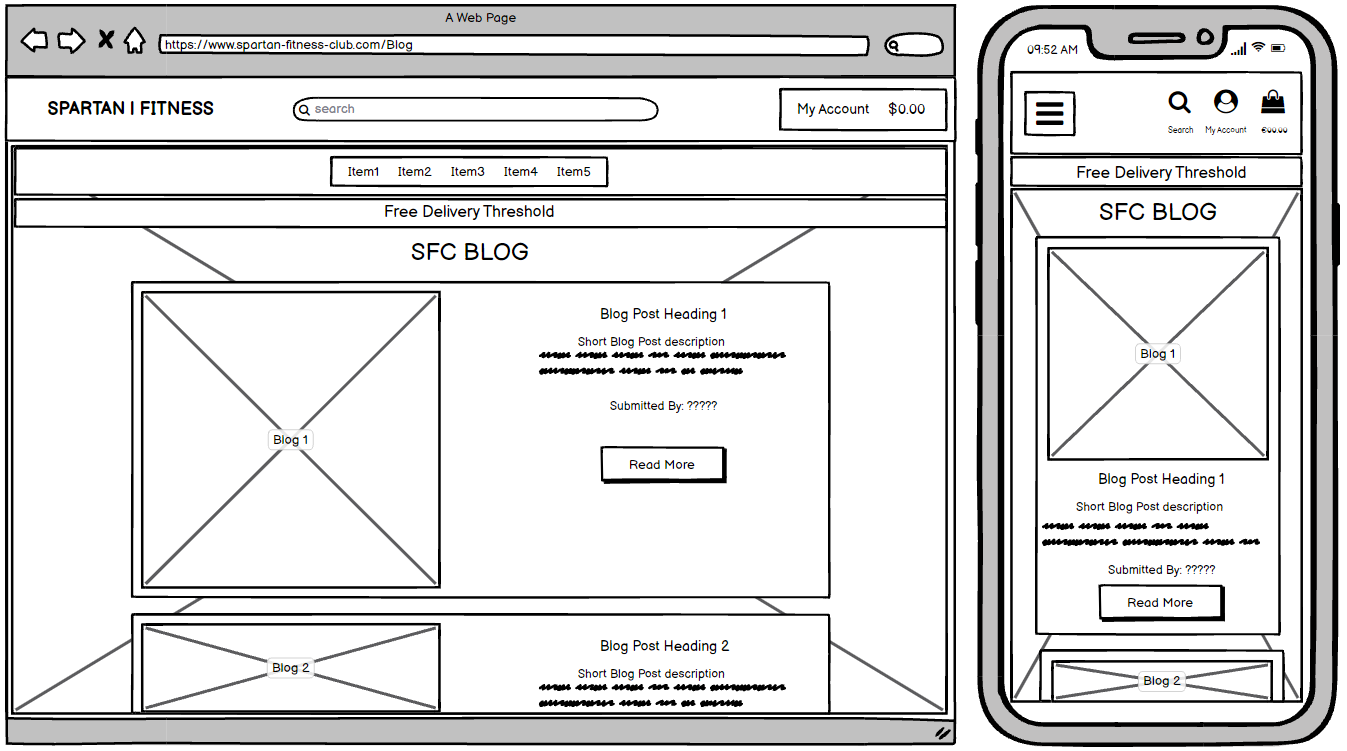 A Web Page
https://www.spartan-fitness-club.com/Blog
SPARTAN | FITNESS
search
My Account $0.00
Item1 Item2 Item3 Item4 Item5
Free Delivery Threshold
SFC BLOG
Blog 1
Blog Post Heading 1
Short Blog Post description
Submitted By: ?????
Read More
Blog 2
Blog Post Heading 2
Short Blog Post description
09:52 AM
Search My Account €00.00
Free Delivery Threshold
SFC BLOG
Blog 1
Blog Post Heading 1
Short Blog Post description
Submitted By: ?????
Read More
Blog 2